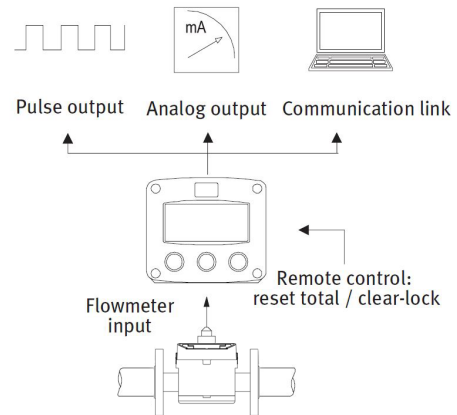 mA
Pulse output
Analog output
Communication link
Remote control:
reset total / clear-lock
Flowmeter
input